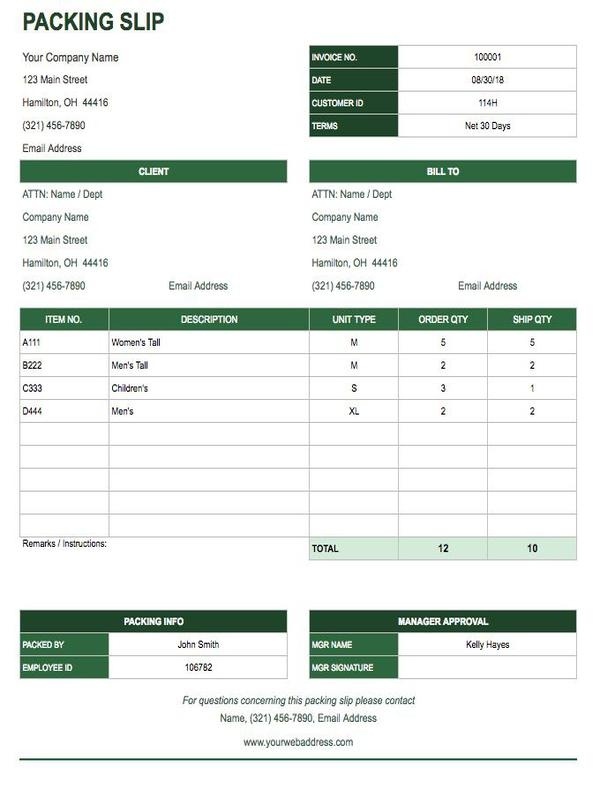 PACKING SLIP
Your Company Name
123 Main Street
Hamilton, OH  44416
(321) 456-7890
Email Address
INVOICE NO. 100001
DATE 08/30/18
CUSTOMER ID 114H
TERMS Net 30 Days
CLIENT
ATTN: Name / Dept
Company Name
123 Main Street
Hamilton, OH  44416
(321) 456-7890 Email Address
BILL TO
ATTN: Name / Dept
Company Name
123 Main Street
Hamilton, OH  44416
(321) 456-7890 Email Address
ITEM NO. DESCRIPTION UNIT TYPE ORDER QTY SHIP QTY
A111 Women's Tall M 5 5
B222 Men's Tall M 2 2
C333 Children's S 3 1
D444 Men's XL 2 2
Remarks / Instructions:
TOTAL 12 10
PACKING INFO
PACKED BY John Smith
EMPLOYEE ID 106782
MANAGER APPROVAL
MGR NAME Kelly Hayes
MGR SIGNATURE
For questions concerning this packing slip please contact
Name, (321) 456-7890, Email Address
www.yourwebaddress.com